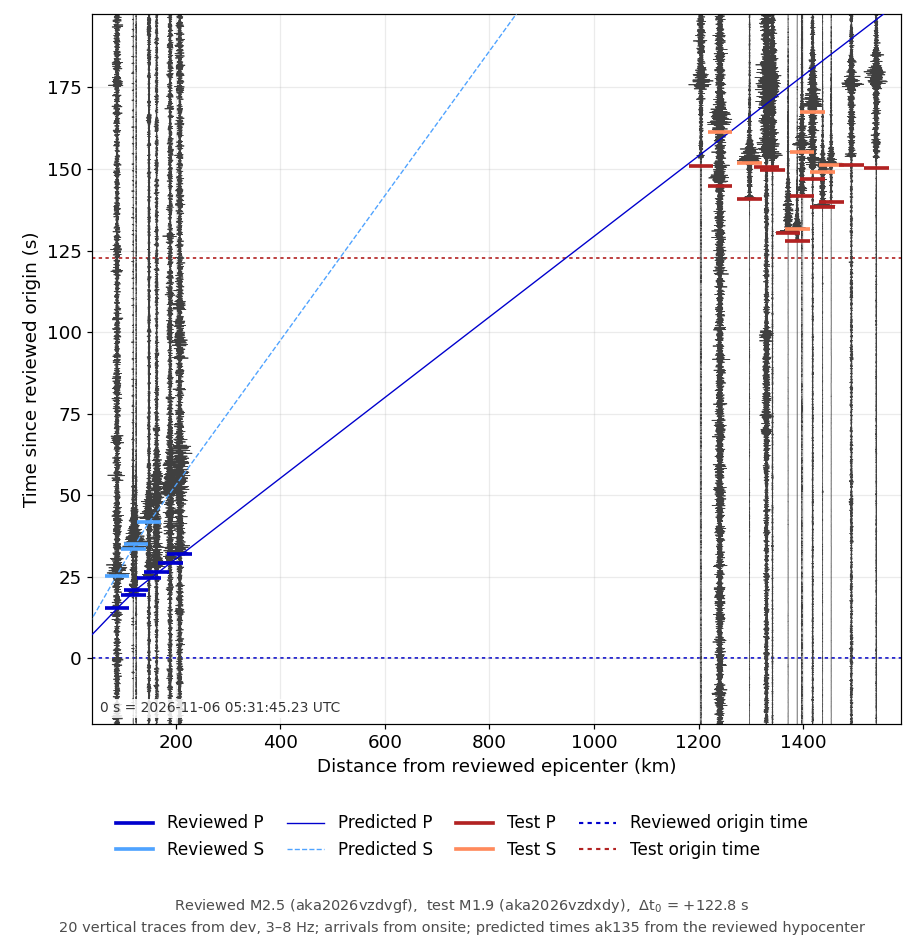 175
150
125
100
75
50
25
0
Time since reviewed origin (s)
0 s = 2026-11-06 05:31:45.23 UTC
200 400 600 800 1000 1200 1400
Distance from reviewed epicenter (km)
Reviewed P Predicted P Test P Reviewed origin time
Reviewed S Predicted S Test S Test origin time
Reviewed M2.5 (aka2026vzdvgf), test M1.9 (aka2026vzdxdy), Δt₀ = +122.8 s
20 vertical traces from dev, 3–8 Hz; arrivals from onsite; predicted times ak135 from the reviewed hypocenter